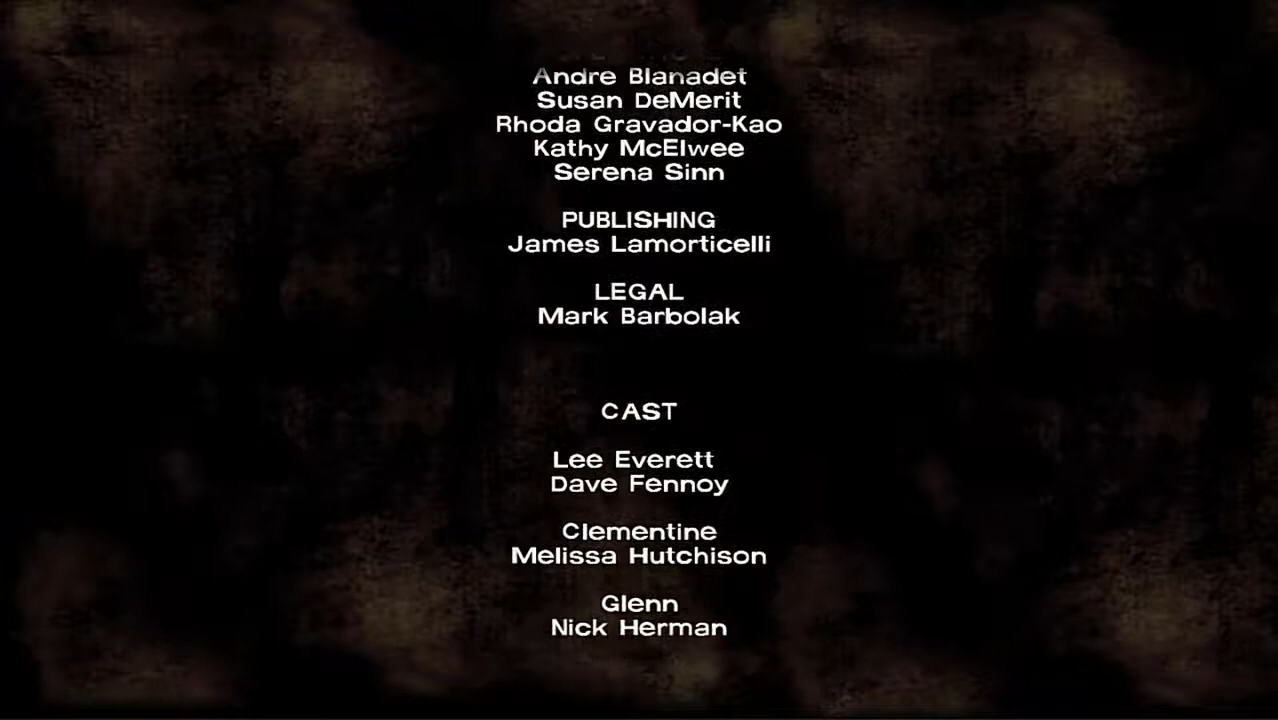 Andre Blanadet
Susan DeMerit
Rhoda Gravador-Kao
Kathy McElwee
Serena Sinn
PUBLISHING
James Lamorticelli
LEGAL
Mark Barbolak
CAST
Lee Everett
Dave Fennoy
Clementine
Melissa Hutchison
Glenn
Nick Herman